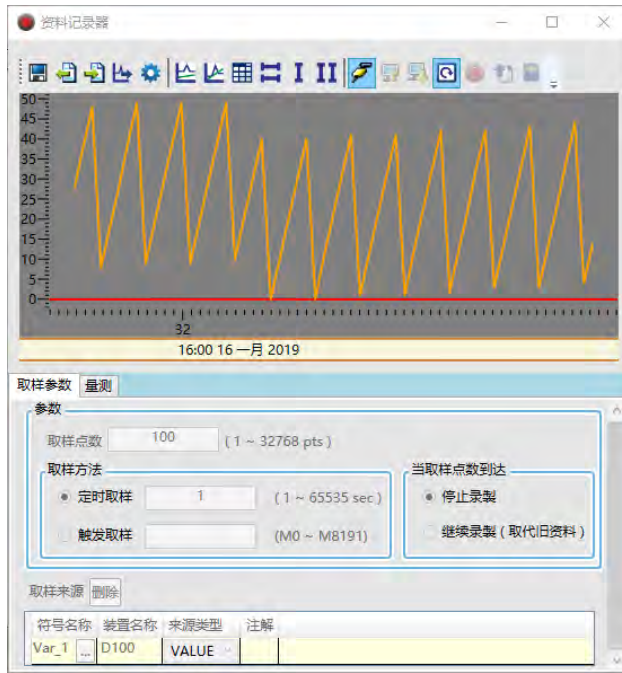 资料记录器
50
45
40
35
30
25
20
15
10
5
0
32
16:00 16 一月 2019
取样参数 量测
参数
取样点数 100 ( 1 ~ 32768 pts )
取样方法
定时取样 1 ( 1 ~ 65535 sec )
触发取样 (M0 ~ M8191)
当取样点数到达
停止录製
继续录製 ( 取代旧资料 )
取样来源 删除
符号名称 装置名称 来源类型 注解
Var_1 ... D100 VALUE